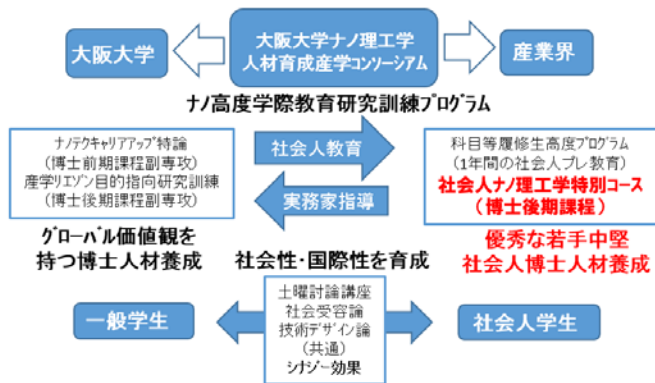 大阪大学
大阪大学ナノ理工学
人材育成産学コンソーシアム
産業界
ナノ高度学際教育研究訓練プログラム
ナノテクキャリアアップ特論
(博士前期課程副専攻)
産学リエゾン目的指向研究訓練
(博士後期課程副専攻)
社会人教育
実務家指導
科目等履修生高度プログラム
(1年間の社会人プレ教育)
社会人ナノ理工学特別コース
(博士後期課程)
グローバル価値観を
持つ博士人材養成
社会性・国際性を育成
優秀な若手中堅
社会人博士人材養成
一般学生
土曜討論講座
社会受容論
技術デザイン論
(共通)
シナジー効果
社会人学生